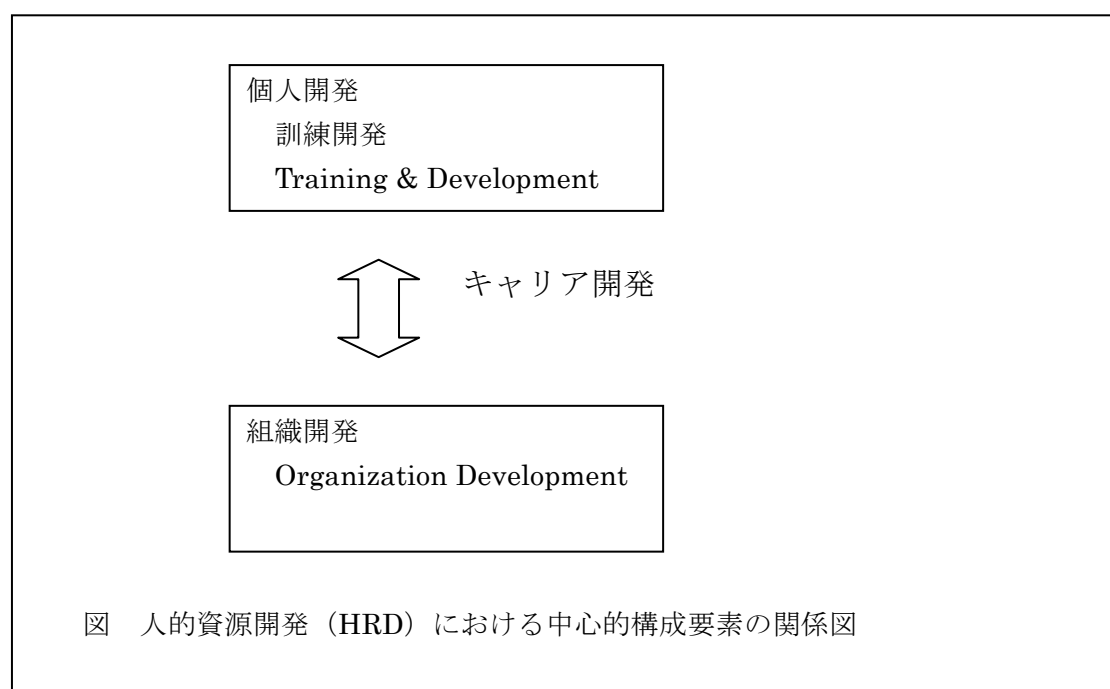 個人開発
訓練開発
Training & Development
キャリア開発
組織開発
Organization Development
図　人的資源開発（HRD）における中心的構成要素の関係図